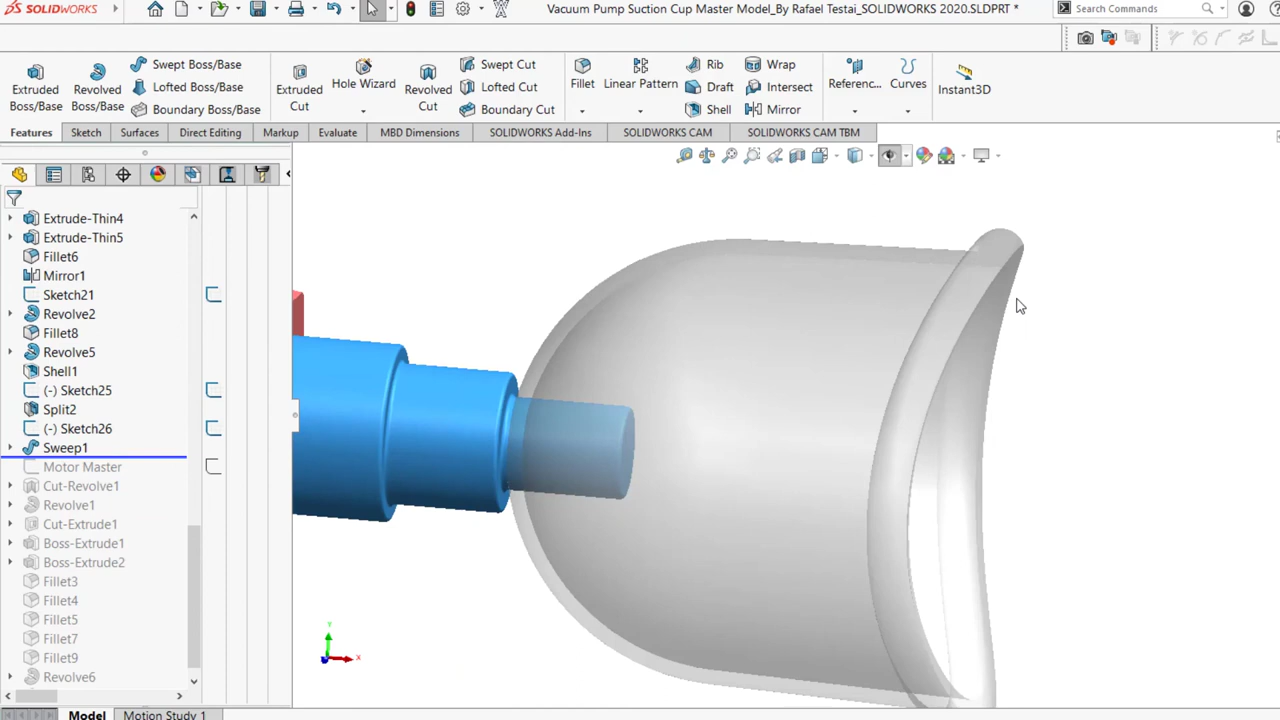 SOLIDWORKS
Vacuum Pump Suction Cup Master Model_By Rafael Testai_SOLIDWORKS 2020.SLDPRT *
Search Commands
Extruded Boss/Base
Revolved Boss/Base
Swept Boss/Base
Lofted Boss/Base
Boundary Boss/Base
Extruded Cut
Hole Wizard
Revolved Cut
Swept Cut
Lofted Cut
Boundary Cut
Fillet
Linear Pattern
Rib
Draft
Shell
Wrap
Intersect
Mirror
Referenc...
Curves
Instant3D
Features
Sketch
Surfaces
Direct Editing
Markup
Evaluate
MBD Dimensions
SOLIDWORKS Add-Ins
SOLIDWORKS CAM
SOLIDWORKS CAM TBM
Extrude-Thin4
Extrude-Thin5
Fillet6
Mirror1
Sketch21
Revolve2
Fillet8
Revolve5
Shell1
(-) Sketch25
Split2
(-) Sketch26
Sweep1
Motor Master
Cut-Revolve1
Revolve1
Cut-Extrude1
Boss-Extrude1
Boss-Extrude2
Fillet3
Fillet4
Fillet5
Fillet7
Fillet9
Revolve6
Y
X
Model
Motion Study 1